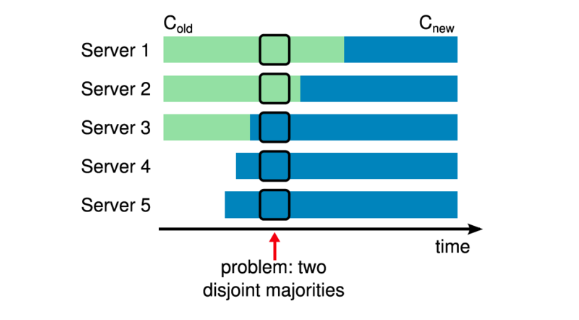 Cold Cnew
Server 1
Server 2
Server 3
Server 4
Server 5
time
problem: two
disjoint majorities